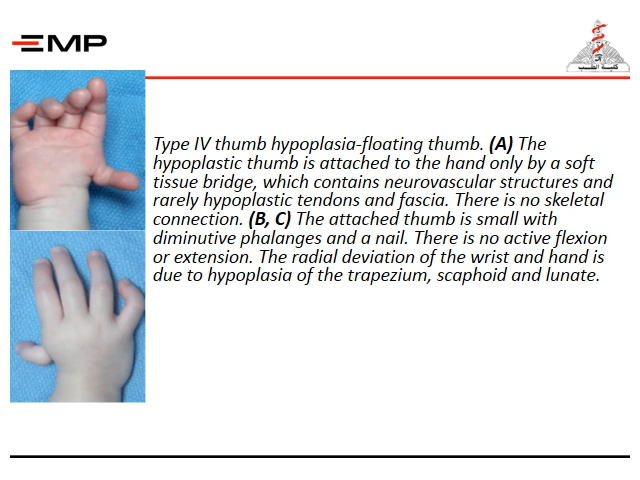 EMP
كلية الطب
Type IV thumb hypoplasia-floating thumb. (A) The
hypoplastic thumb is attached to the hand only by a soft
tissue bridge, which contains neurovascular structures and
rarely hypoplastic tendons and fascia. There is no skeletal
connection. (B, C) The attached thumb is small with
diminutive phalanges and a nail. There is no active flexion
or extension. The radial deviation of the wrist and hand is
due to hypoplasia of the trapezium, scaphoid and lunate.